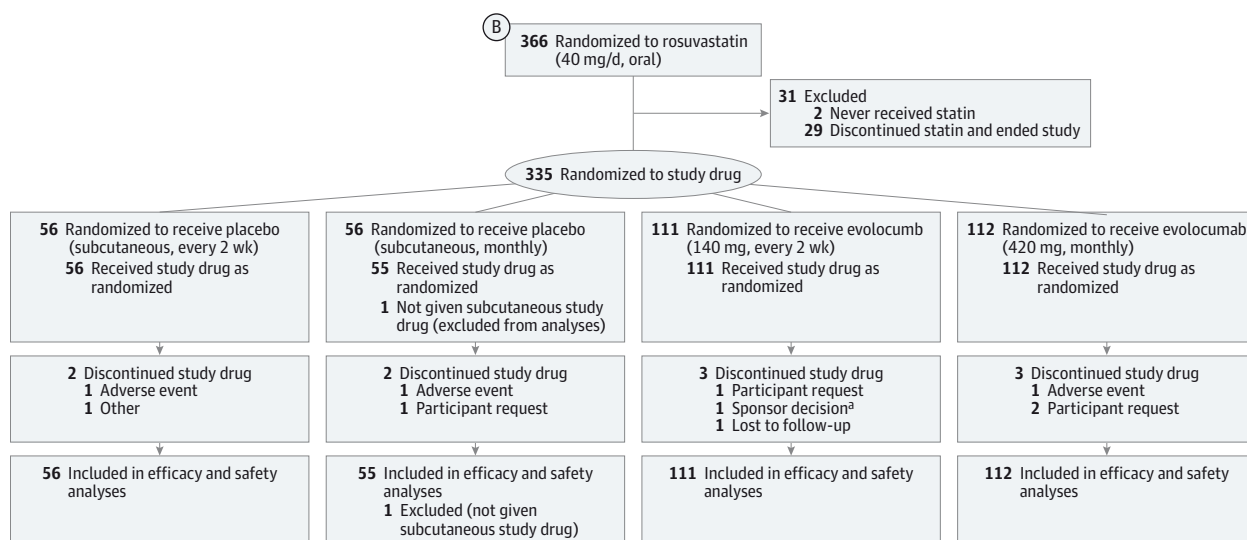 B
366 Randomized to rosuvastatin
(40 mg/d, oral)
31 Excluded
2 Never received statin
29 Discontinued statin and ended study
335 Randomized to study drug
56 Randomized to receive placebo
(subcutaneous, every 2 wk)
56 Received study drug as
randomized
56 Randomized to receive placebo
(subcutaneous, monthly)
55 Received study drug as
randomized
1 Not given subcutaneous study
drug (excluded from analyses)
111 Randomized to receive evolocumb
(140 mg, every 2 wk)
111 Received study drug as
randomized
112 Randomized to receive evolocumab
(420 mg, monthly)
112 Received study drug as
randomized
2 Discontinued study drug
1 Adverse event
1 Other
2 Discontinued study drug
1 Adverse event
1 Participant request
3 Discontinued study drug
1 Participant request
1 Sponsor decisionᵃ
1 Lost to follow-up
3 Discontinued study drug
1 Adverse event
2 Participant request
56 Included in efficacy and safety
analyses
55 Included in efficacy and safety
analyses
1 Excluded (not given
subcutaneous study drug)
111 Included in efficacy and safety
analyses
112 Included in efficacy and safety
analyses